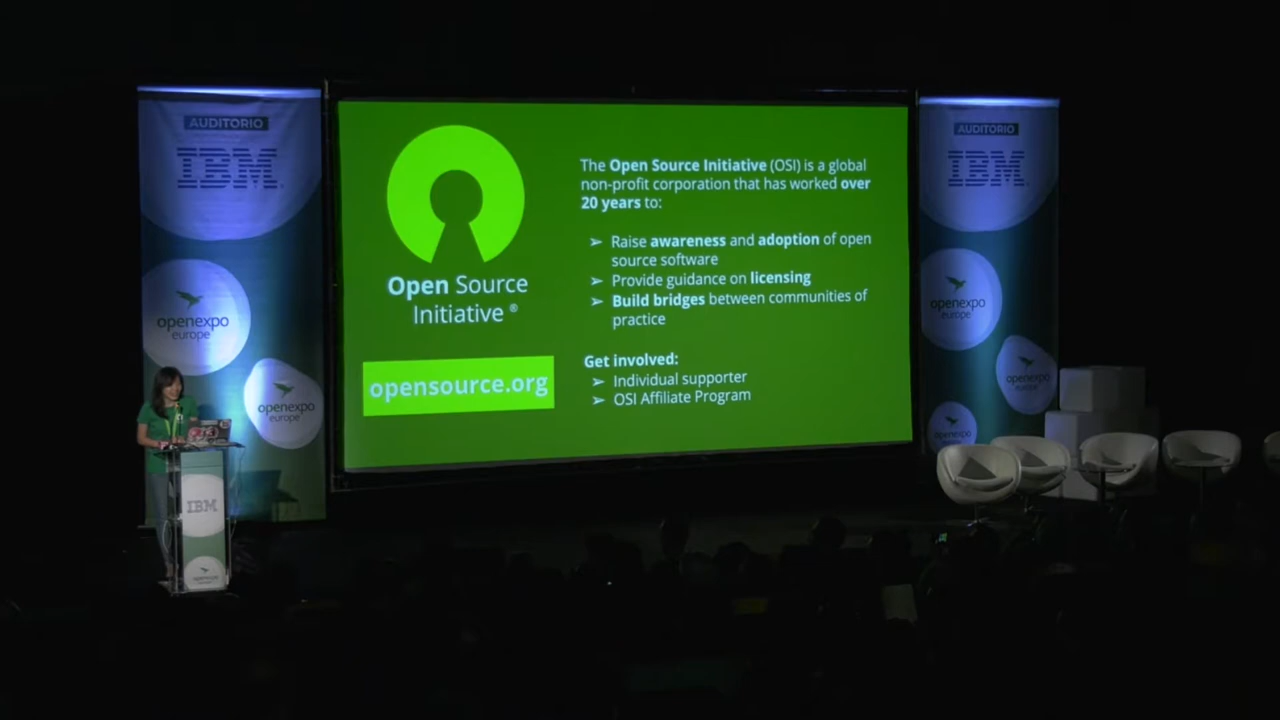 AUDITORIO
IBM
openexpo
europe
openexpo
europe
IBM
Open Source
Initiative ®
opensource.org
The Open Source Initiative (OSI) is a global
non-profit corporation that has worked over
20 years to:
➢ Raise awareness and adoption of open
source software
➢ Provide guidance on licensing
➢ Build bridges between communities of
practice
Get involved:
➢ Individual supporter
➢ OSI Affiliate Program
AUDITORIO
IBM
openexpo
europe
openexpo
europe
openexpo